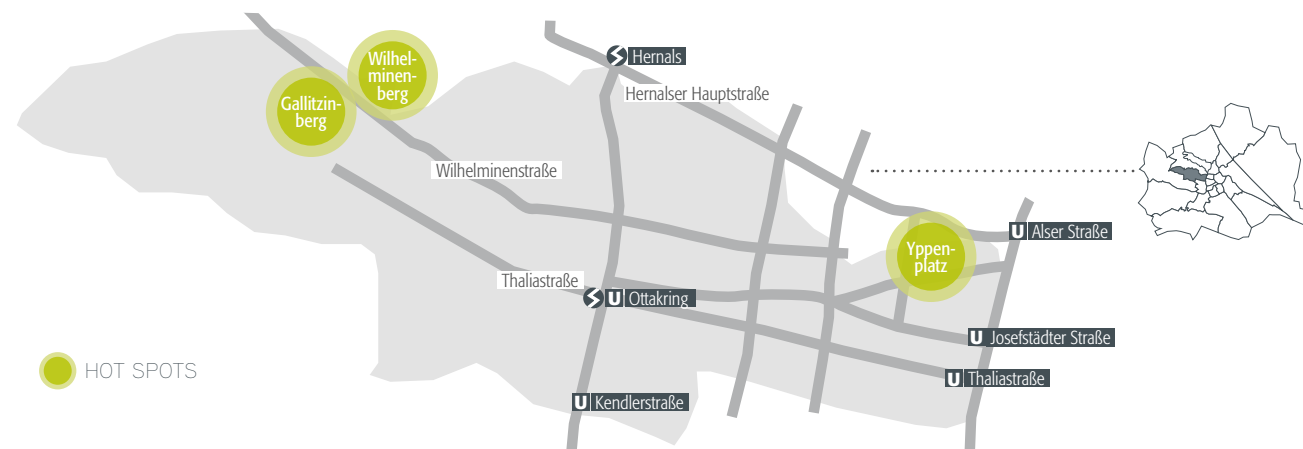 Wilhel-
minen-
berg
Gallitzin-
berg
Hernals
Hernalser Hauptstraße
Wilhelminenstraße
Yppen-
platz
U Alser Straße
Thaliastraße
U Ottakring
U Josefstädter Straße
U Thaliastraße
U Kendlerstraße
HOT SPOTS